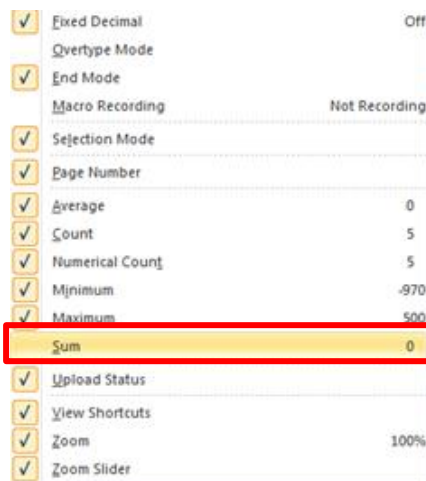 Fixed Decimal Off
Overtype Mode
End Mode
Macro Recording Not Recording
Selection Mode
Page Number
Average 0
Count 5
Numerical Count 5
Minimum -970
Maximum 500
Sum 0
Upload Status
View Shortcuts
Zoom 100%
Zoom Slider